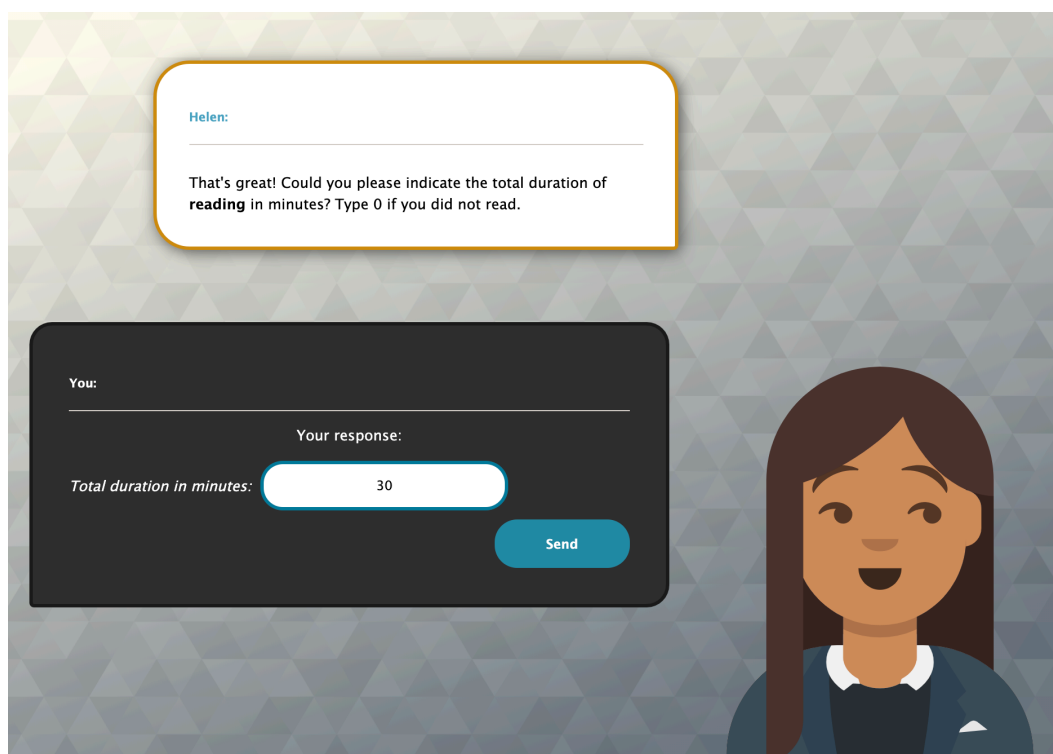 Helen:
That's great! Could you please indicate the total duration of
reading in minutes? Type 0 if you did not read.
You:
Your response:
Total duration in minutes:
30
Send